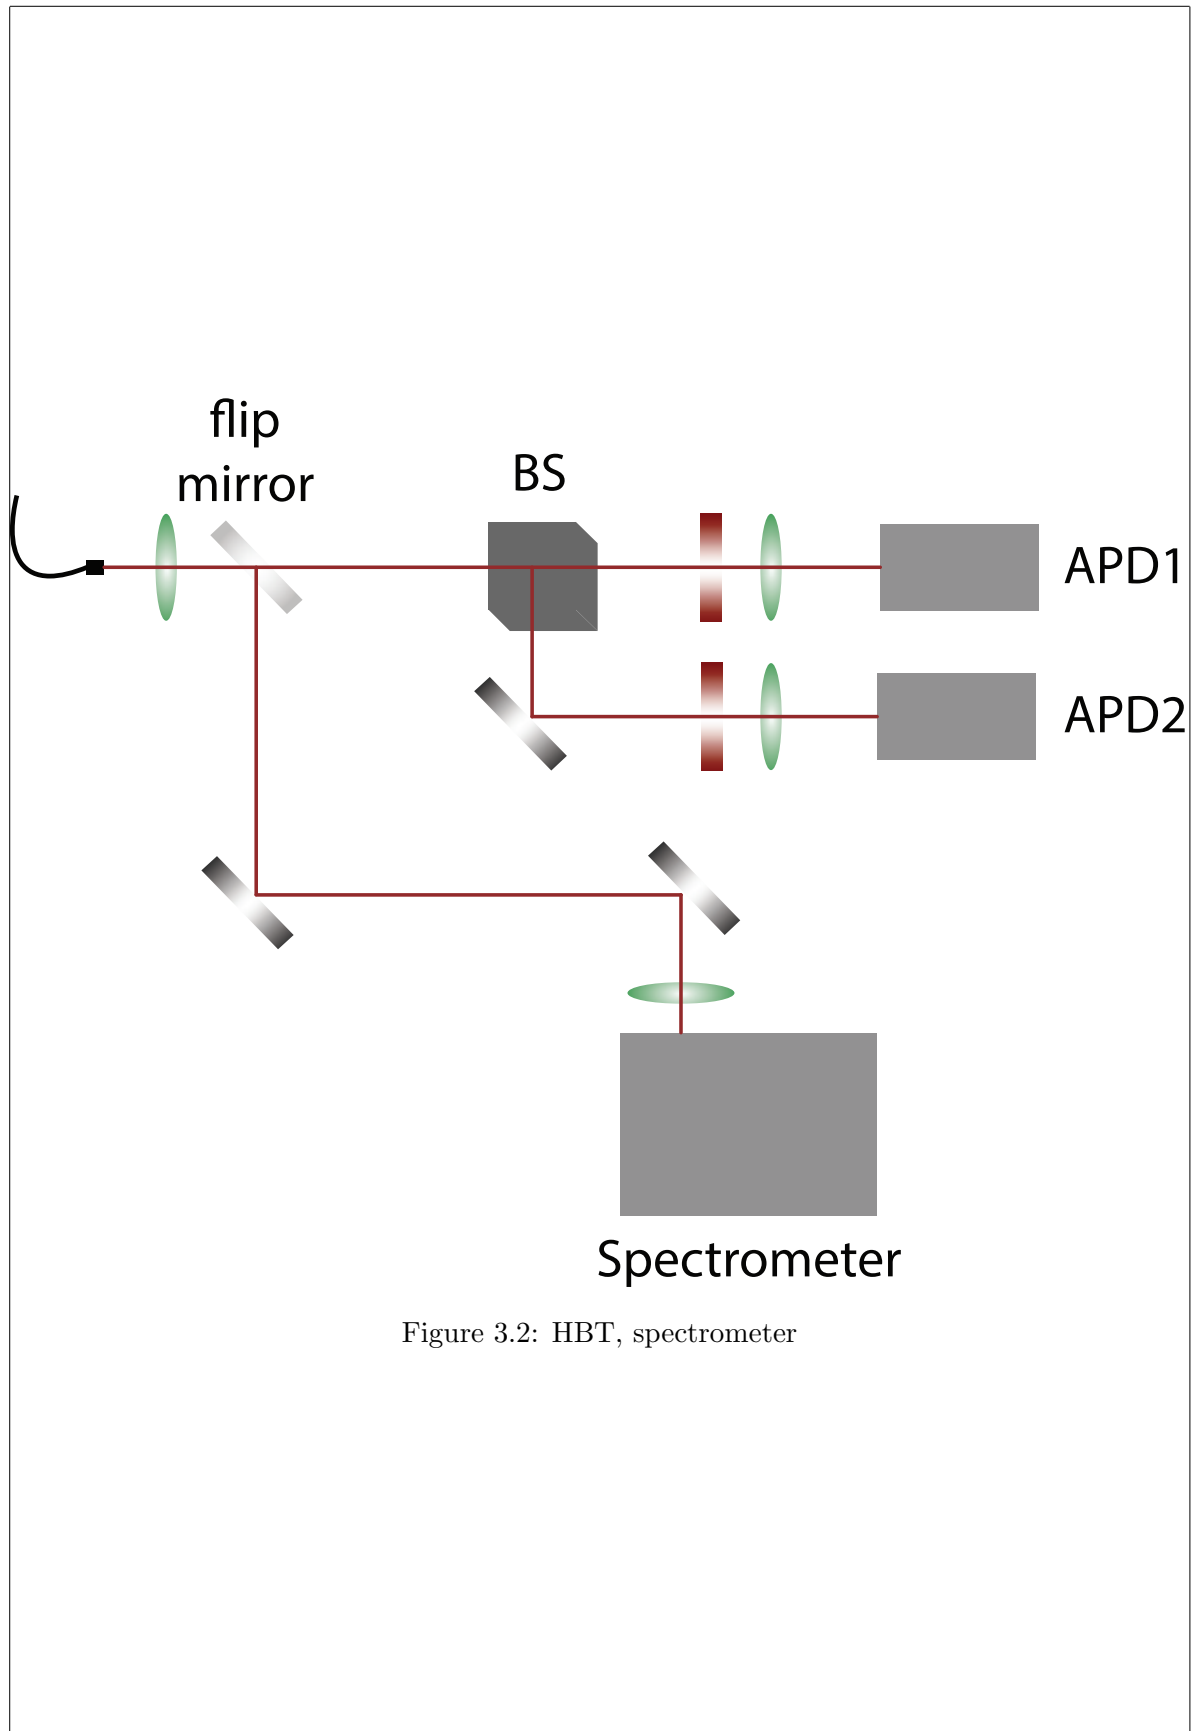 flip
mirror
BS
APD1
APD2
Spectrometer
Figure 3.2: HBT, spectrometer